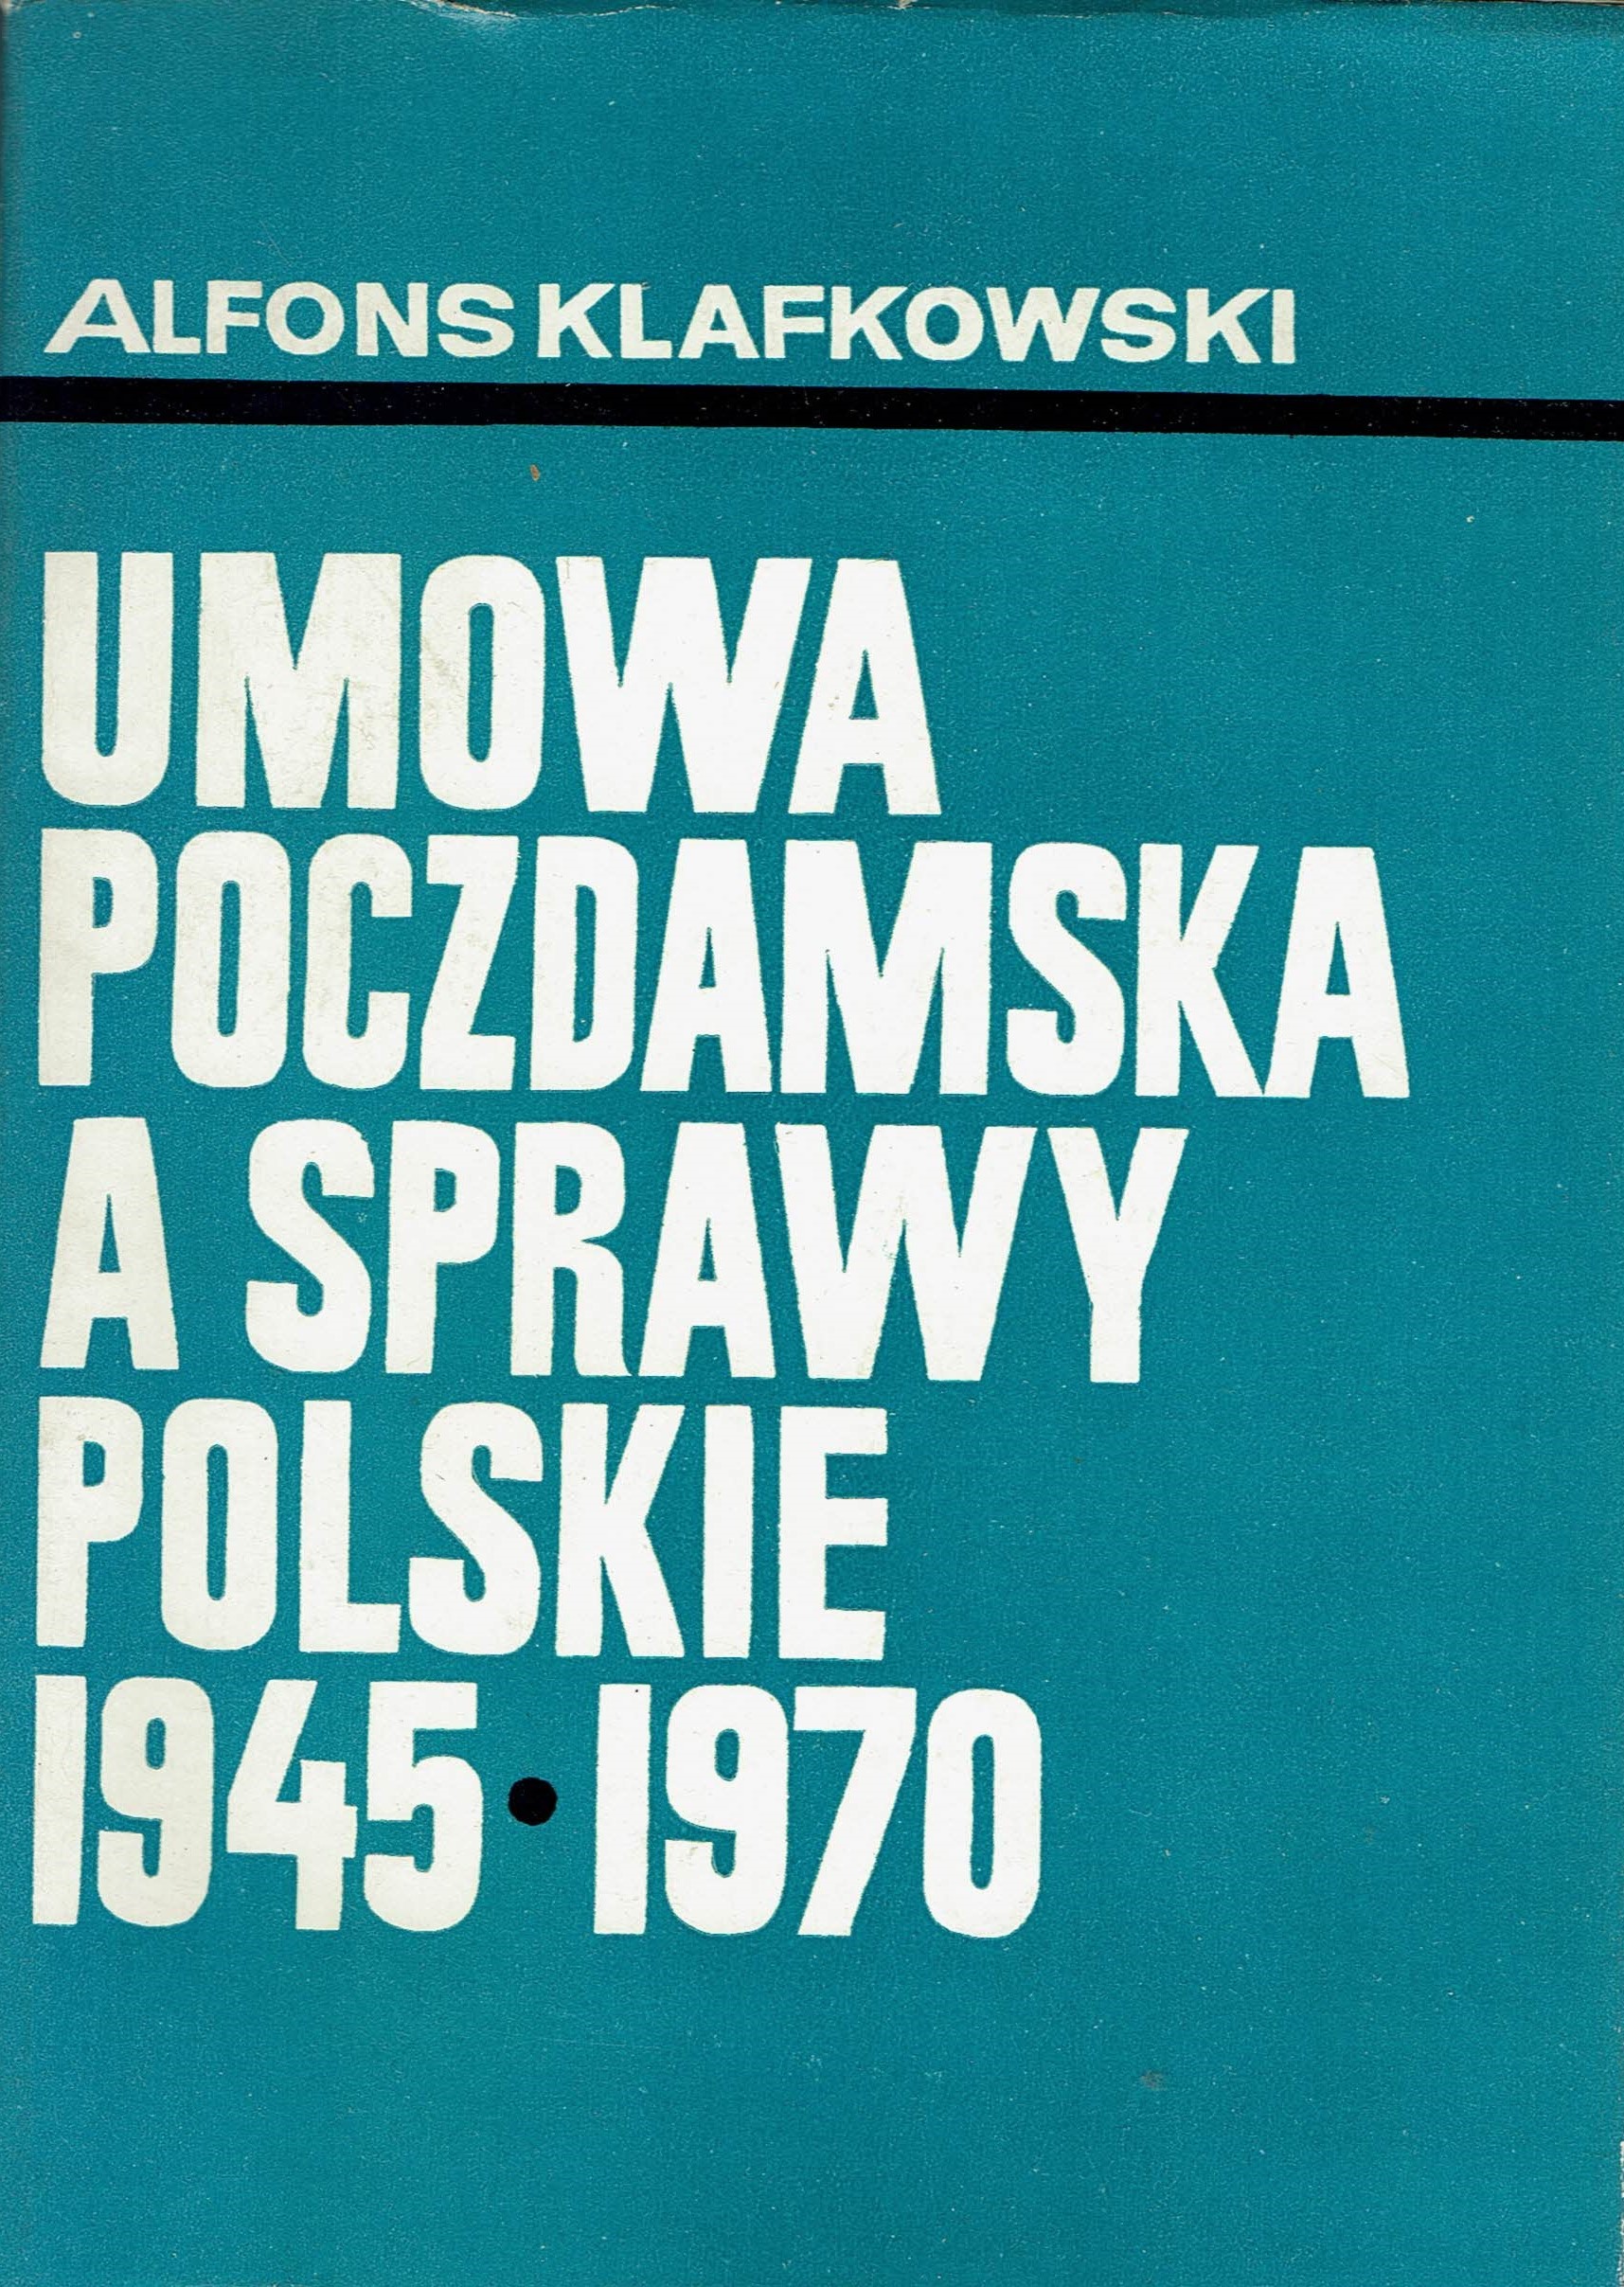 ALFONS KLAFKOWSKI
UMOWA
POCZDAMSKA
A SPRAWY
POLSKIE
1945 • 1970